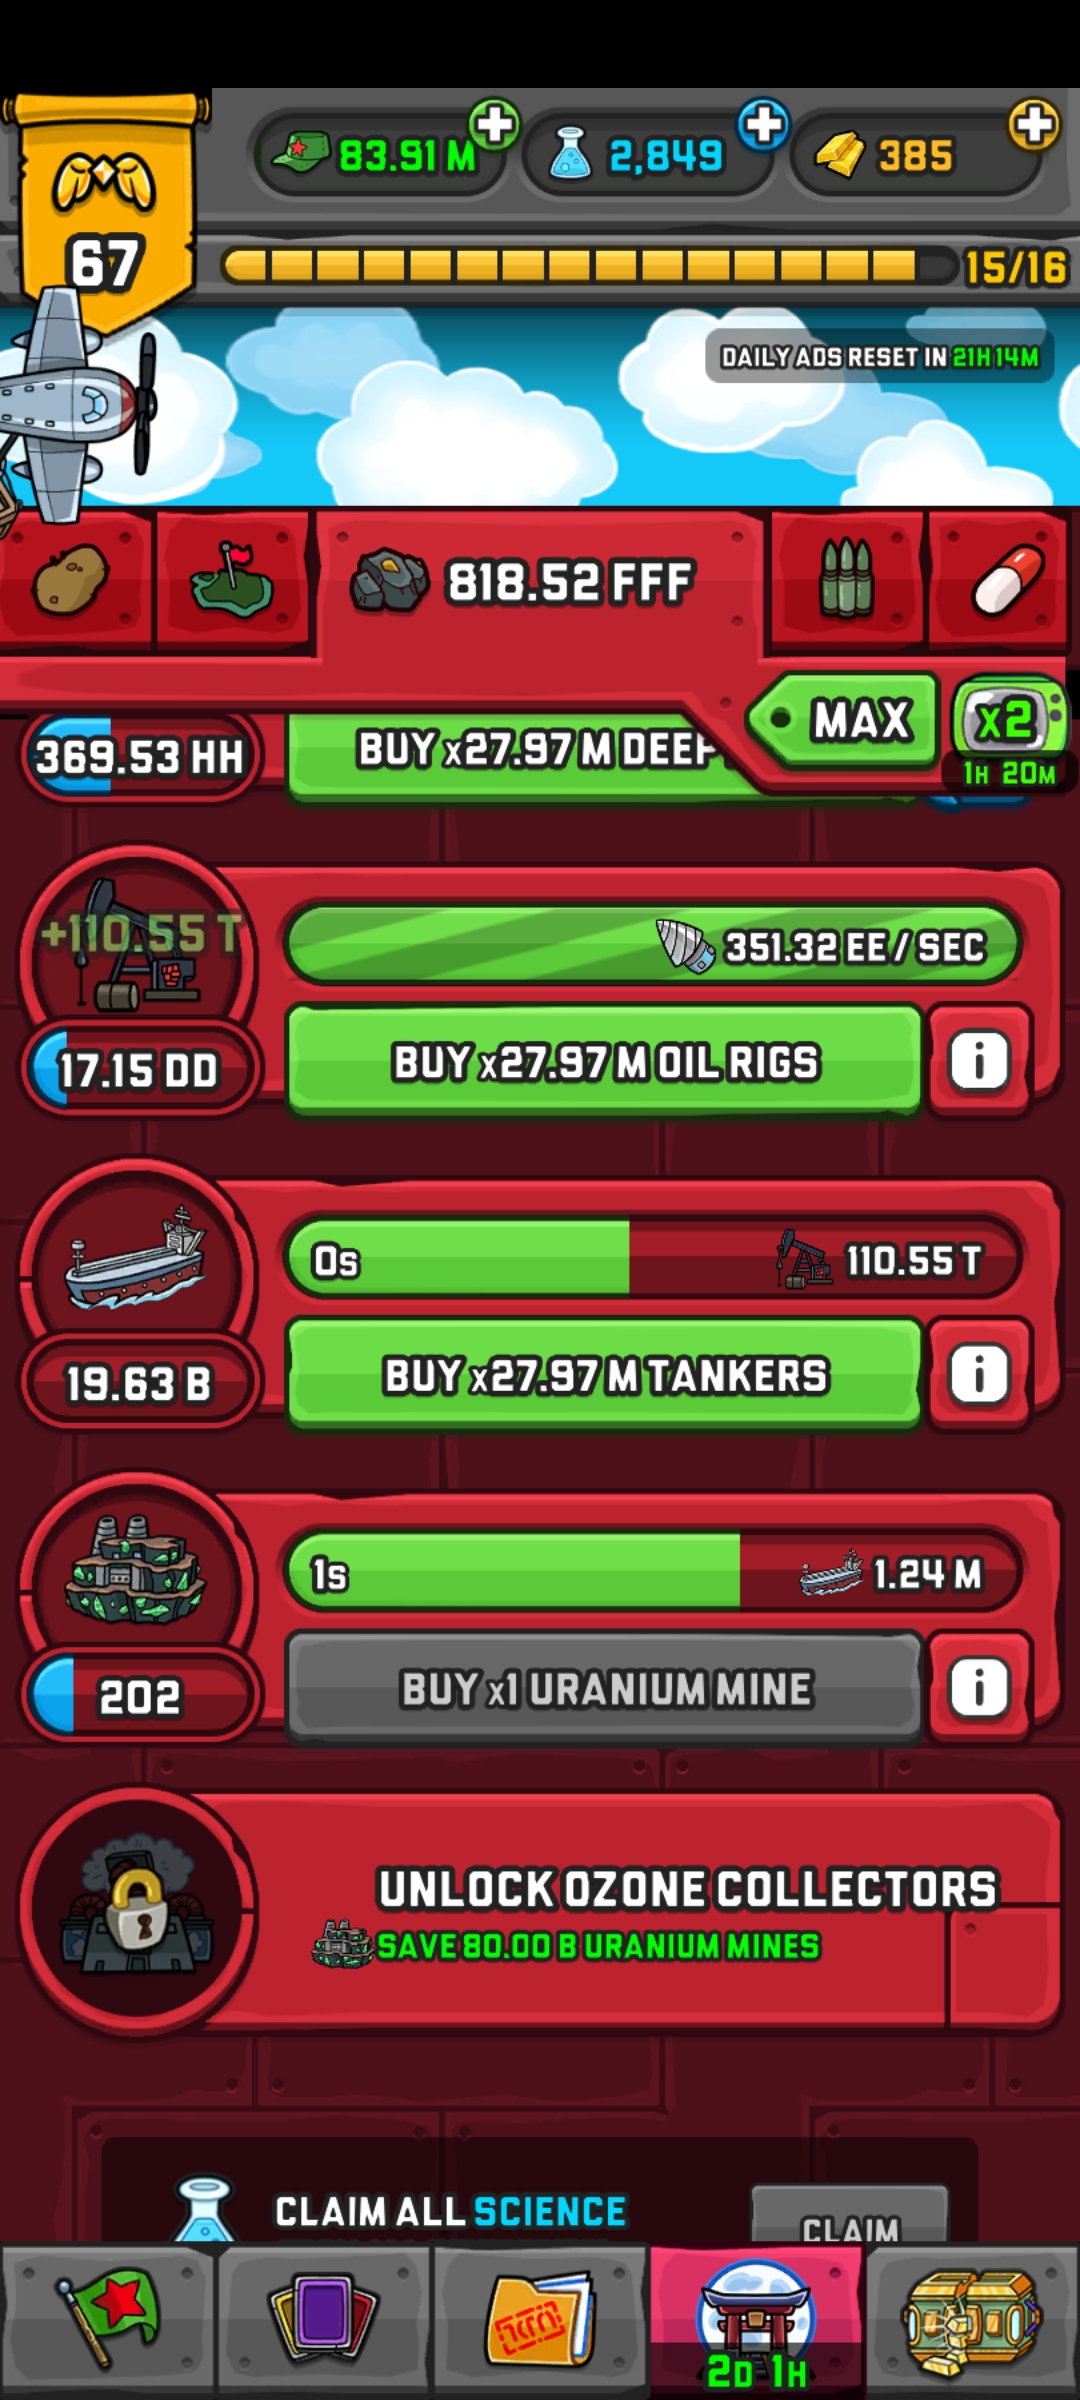 67
83.91 M
2,849
385
15/16
DAILY ADS RESET IN 21H 14M
818.52 FFF
MAX
x2
1H 20M
369.53 HH
BUY x27.97 M DEEP
+110.55 T
351.32 EE / SEC
17.15 DD
BUY x27.97 M OIL RIGS
i
0s
110.55 T
19.63 B
BUY x27.97 M TANKERS
i
1s
1.24 M
202
BUY x1 URANIUM MINE
i
UNLOCK OZONE COLLECTORS
SAVE 80.00 B URANIUM MINES
CLAIM ALL SCIENCE
CLAIM
2D 1H